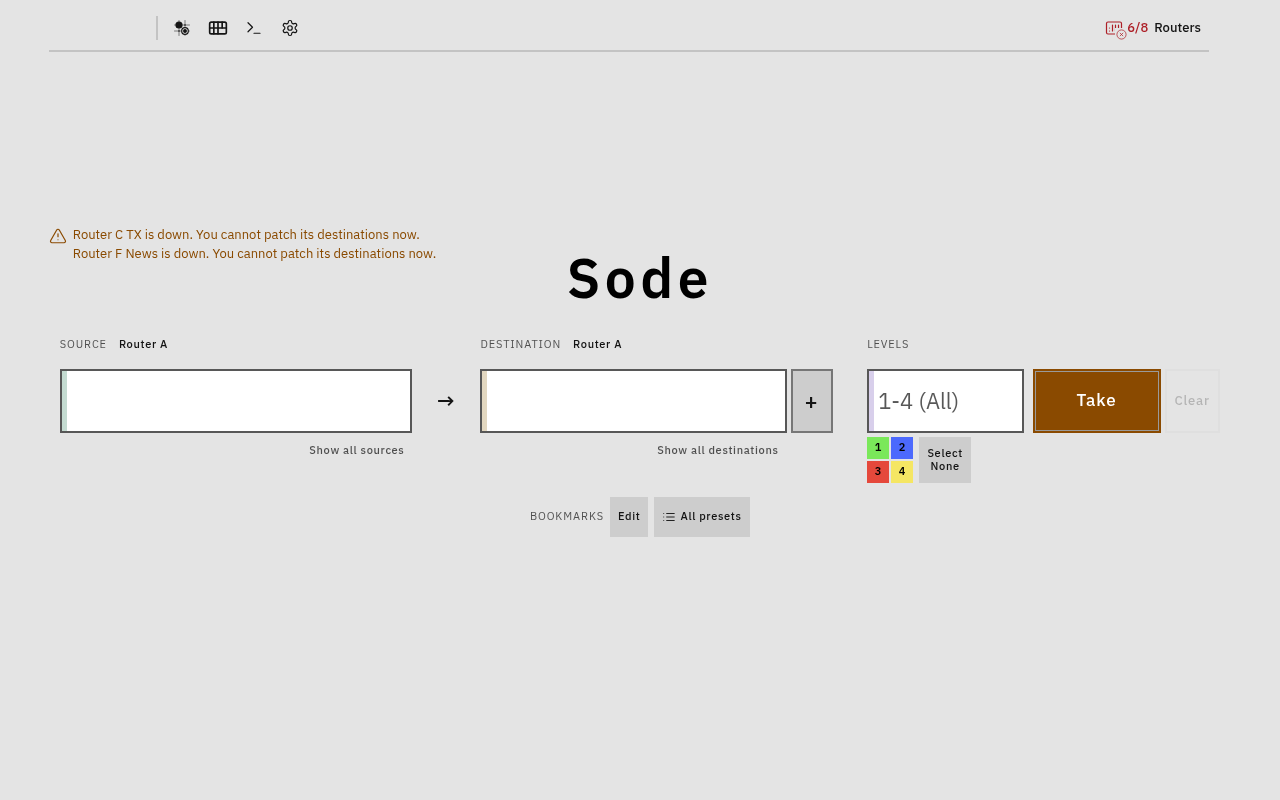 6/8 Routers
Router C TX is down. You cannot patch its destinations now.
Router F News is down. You cannot patch its destinations now.
Sode
SOURCE Router A
DESTINATION Router A
LEVELS
→
+
1-4 (All)
Take
Clear
Show all sources
Show all destinations
1 2
3 4
Select
None
BOOKMARKS Edit All presets